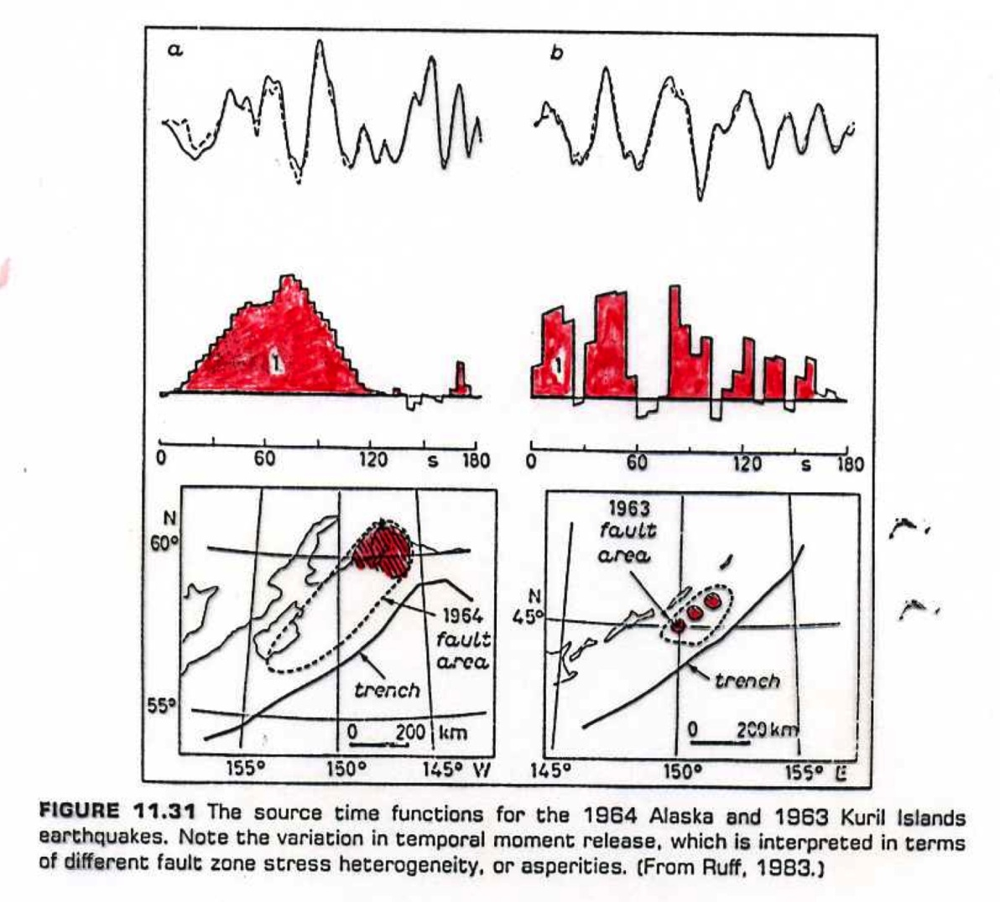 a
b
1
1
0 60 120 s 180
0 60 120 s 180
N
60°
1964
fault
area
trench
55°
0 200 km
155° 150° 145° W
1963
fault
area
N
45°
trench
0 200 km
145° 150° 155° E
FIGURE 11.31 The source time functions for the 1964 Alaska and 1963 Kuril Islands
earthquakes. Note the variation in temporal moment release, which is interpreted in terms
of different fault zone stress heterogeneity, or asperities. (From Ruff, 1983.)